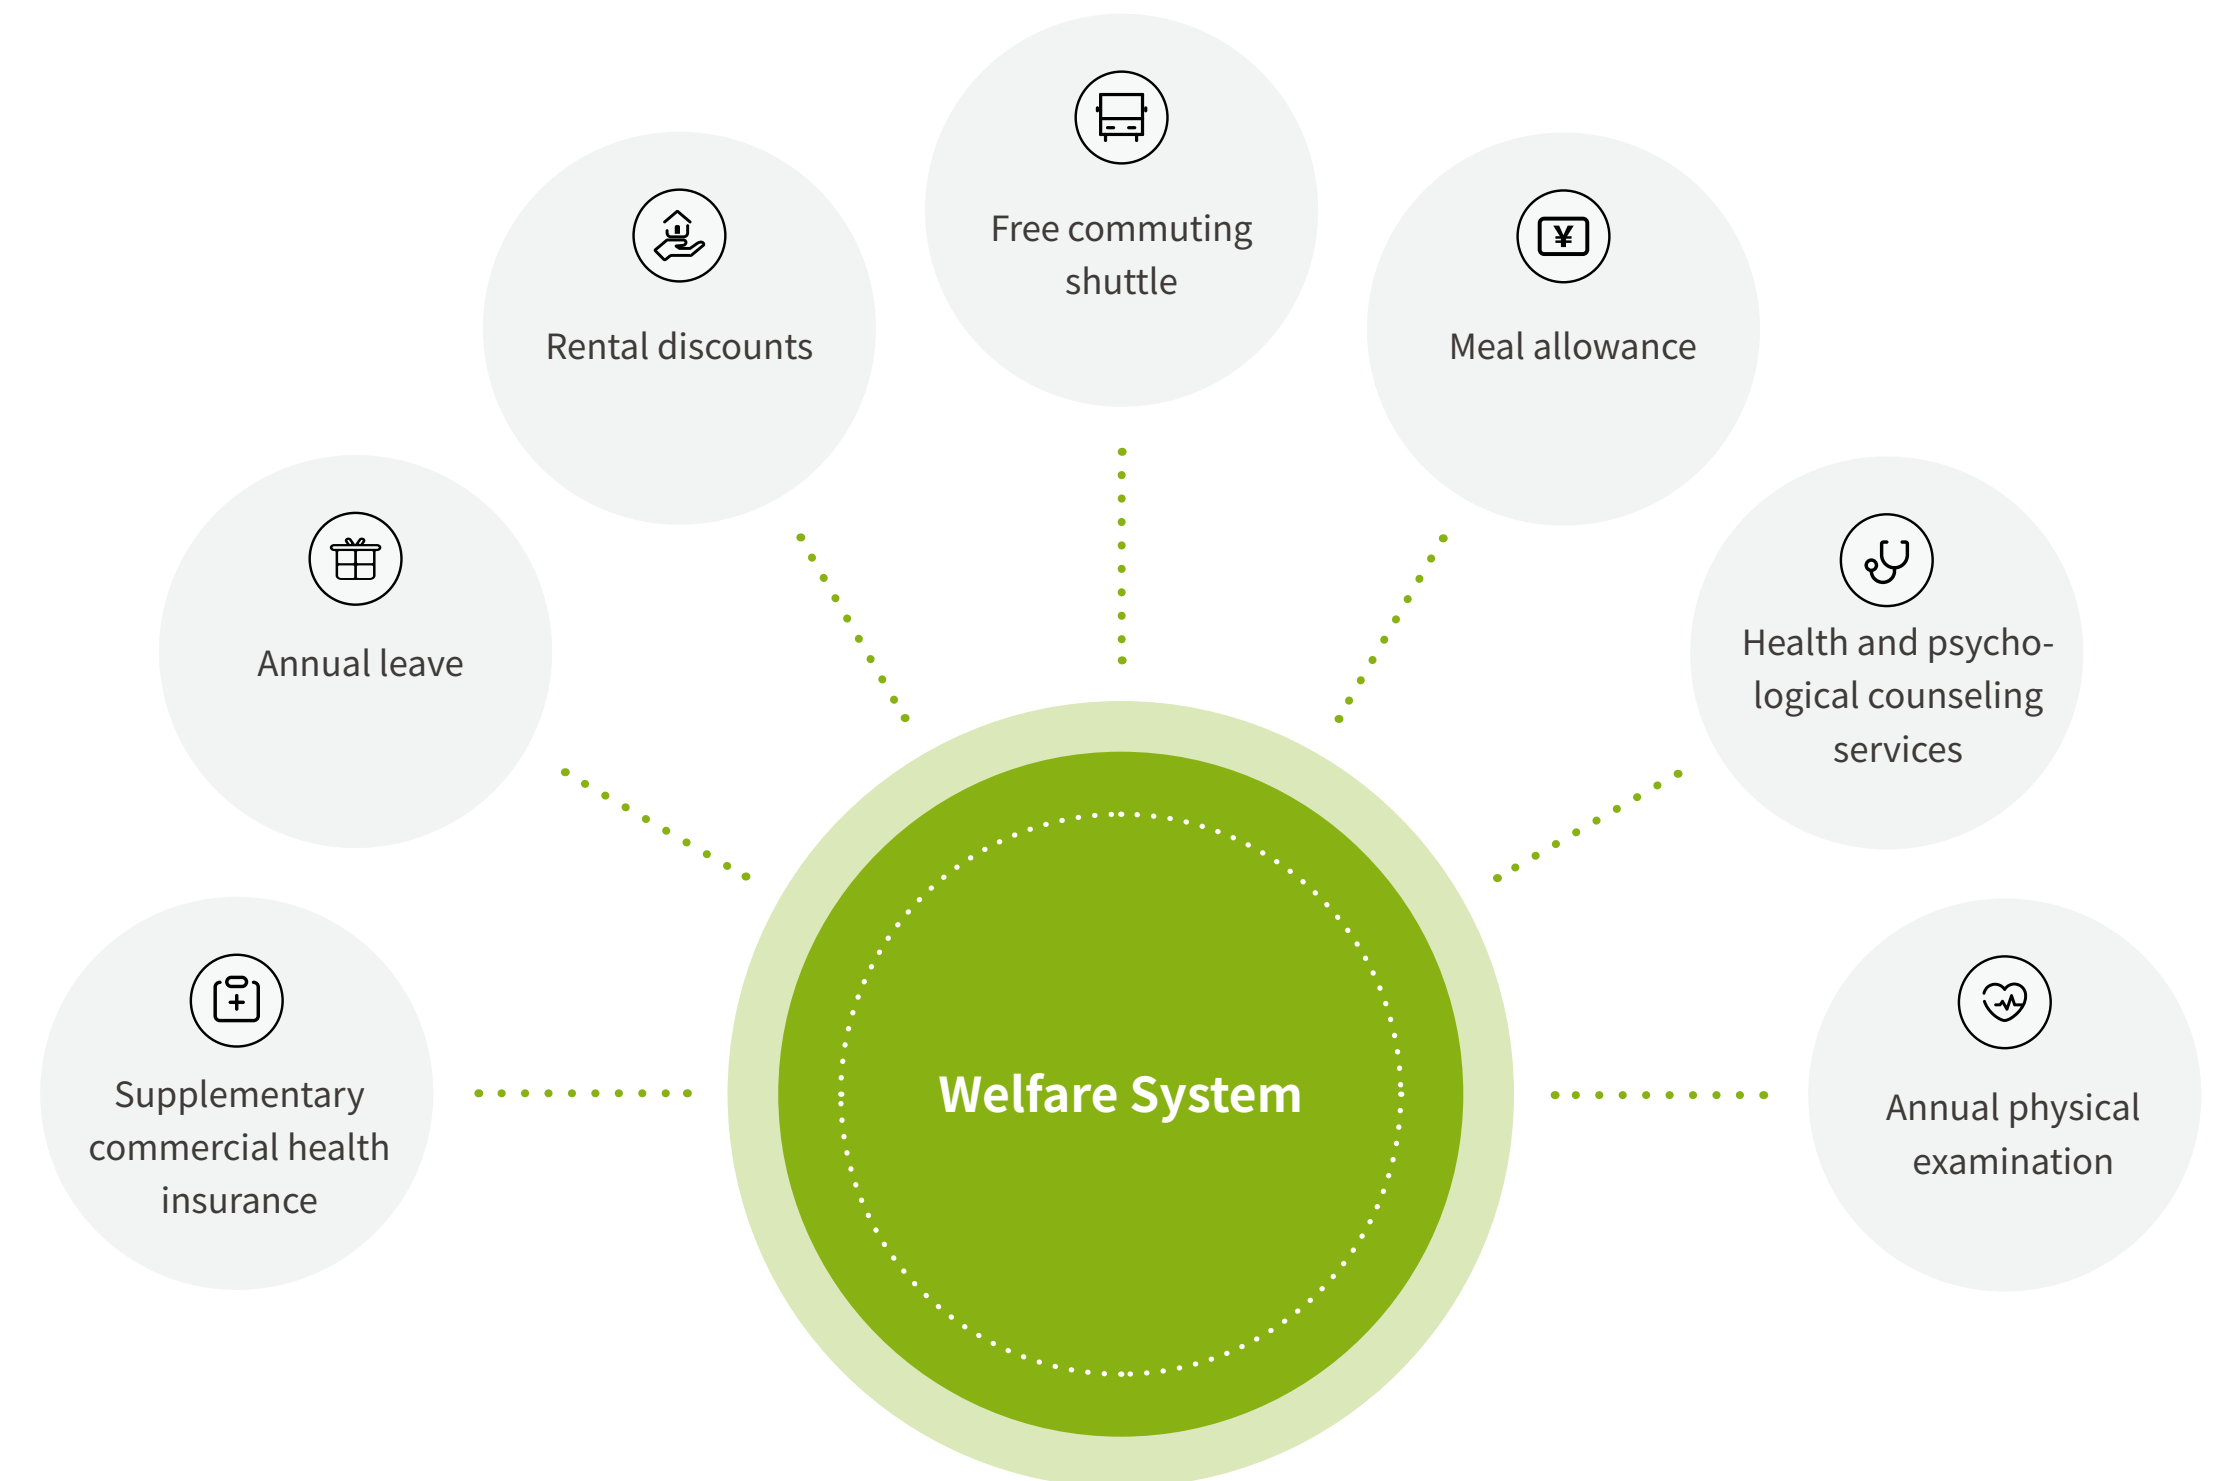 Free commuting
shuttle
Rental discounts
¥
Meal allowance
Annual leave
Health and psycho-
logical counseling
services
Supplementary
commercial health
insurance
Welfare System
Annual physical
examination